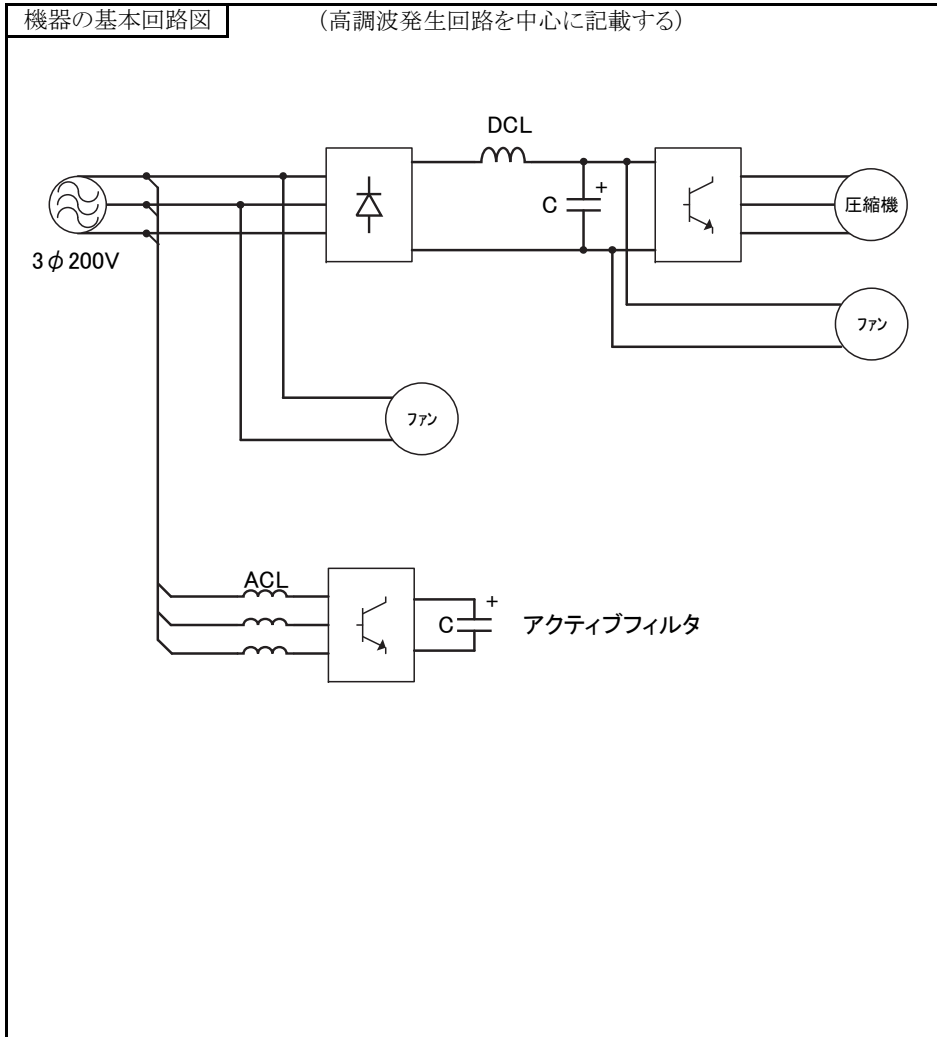 機器の基本回路図
(高調波発生回路を中心に記載する)
DCL
C
+
圧縮機
3φ200V
ファン
ファン
ACL
C
+
アクティブフィルタ